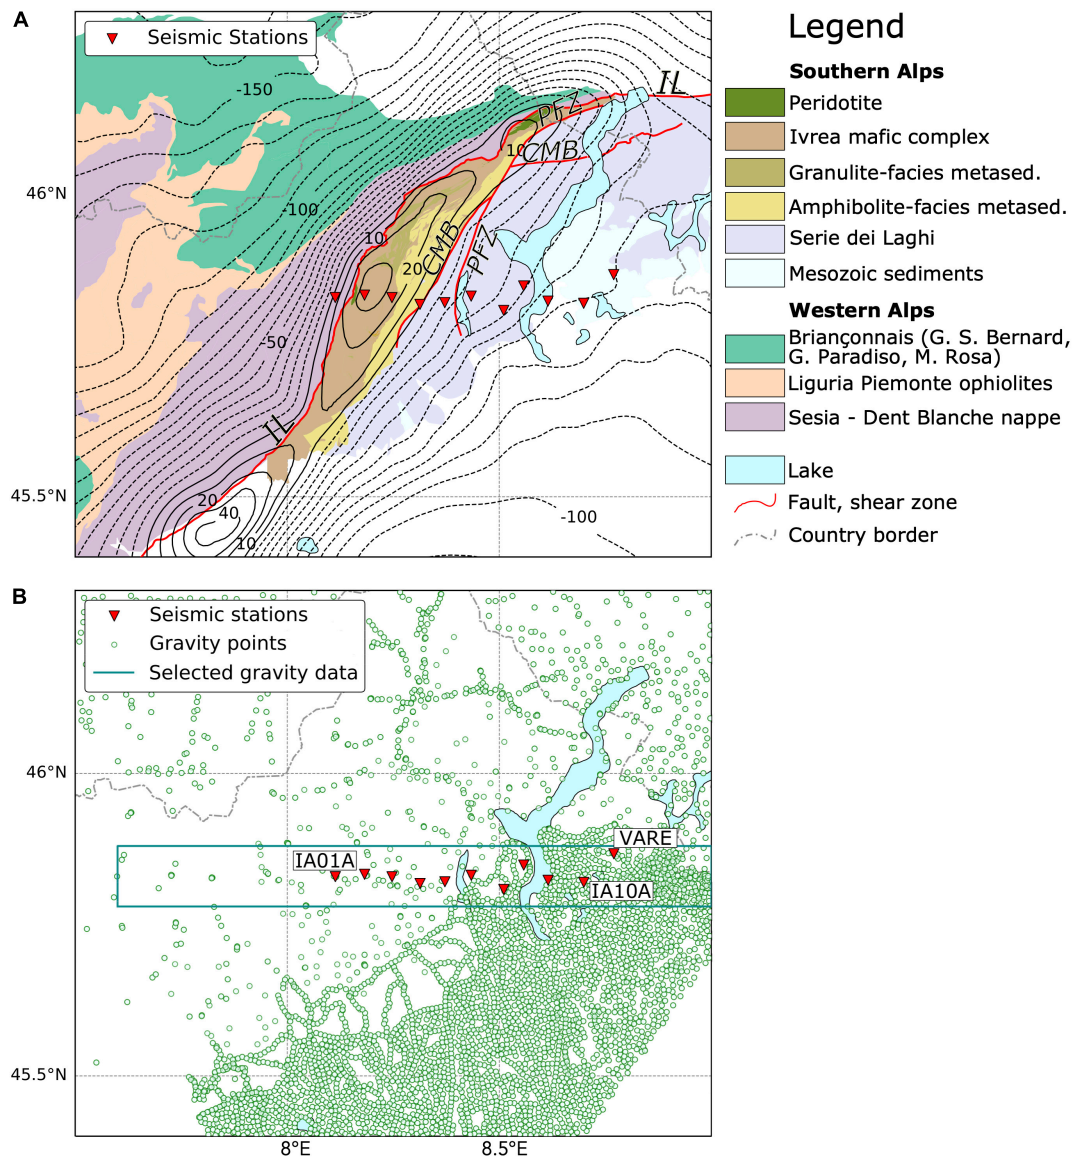 A
Seismic Stations
Legend
Southern Alps
Peridotite
Ivrea mafic complex
Granulite-facies metased.
Amphibolite-facies metased.
Serie dei Laghi
Mesozoic sediments
Western Alps
Briançonnais (G. S. Bernard,
G. Paradiso, M. Rosa)
Liguria Piemonte ophiolites
Sesia - Dent Blanche nappe
Lake
Fault, shear zone
Country border
IL
-150
PFZ
10
CMB
46°N
-100
10
CMB
PFZ
20
-50
IL
45.5°N
20
40
10
-100
B
Seismic stations
Gravity points
Selected gravity data
46°N
VARE
IA01A
IA10A
45.5°N
8°E
8.5°E